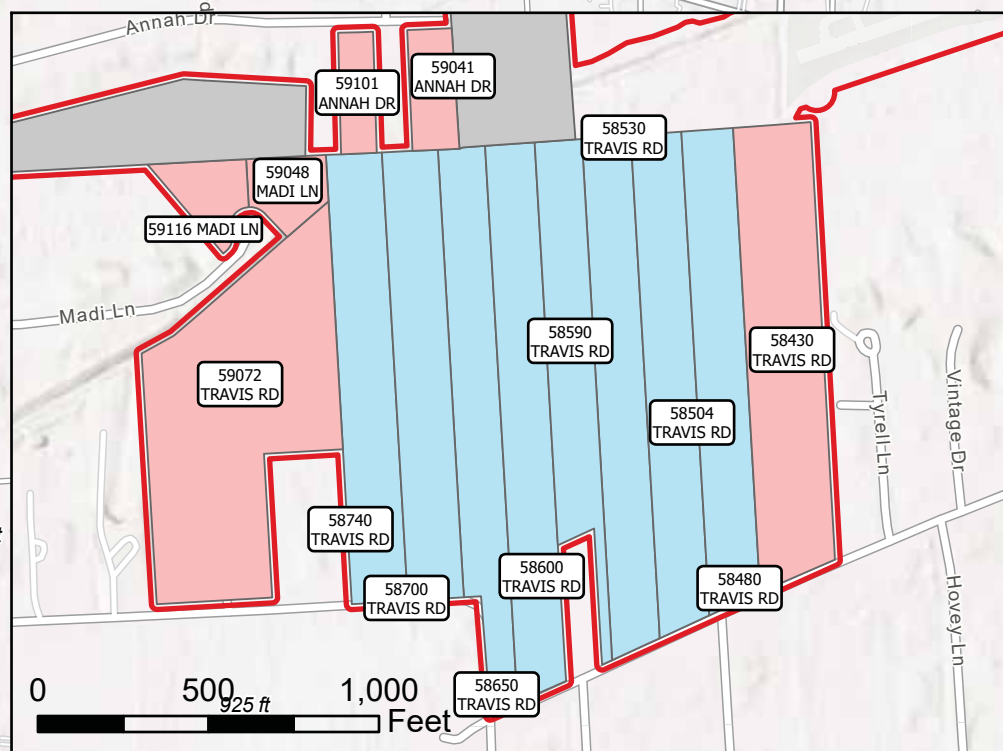 Annah Dr
59101
ANNAH DR
59041
ANNAH DR
58530
TRAVIS RD
59048
MADI LN
59116 MADI LN
Madi Ln
58590
TRAVIS RD
58430
TRAVIS RD
59072
TRAVIS RD
58504
TRAVIS RD
Tyrell Ln
Vintage Dr
58740
TRAVIS RD
58600
TRAVIS RD
58700
TRAVIS RD
58480
TRAVIS RD
Hovey Ln
58650
TRAVIS RD
0 500 1,000
925 ft
Feet